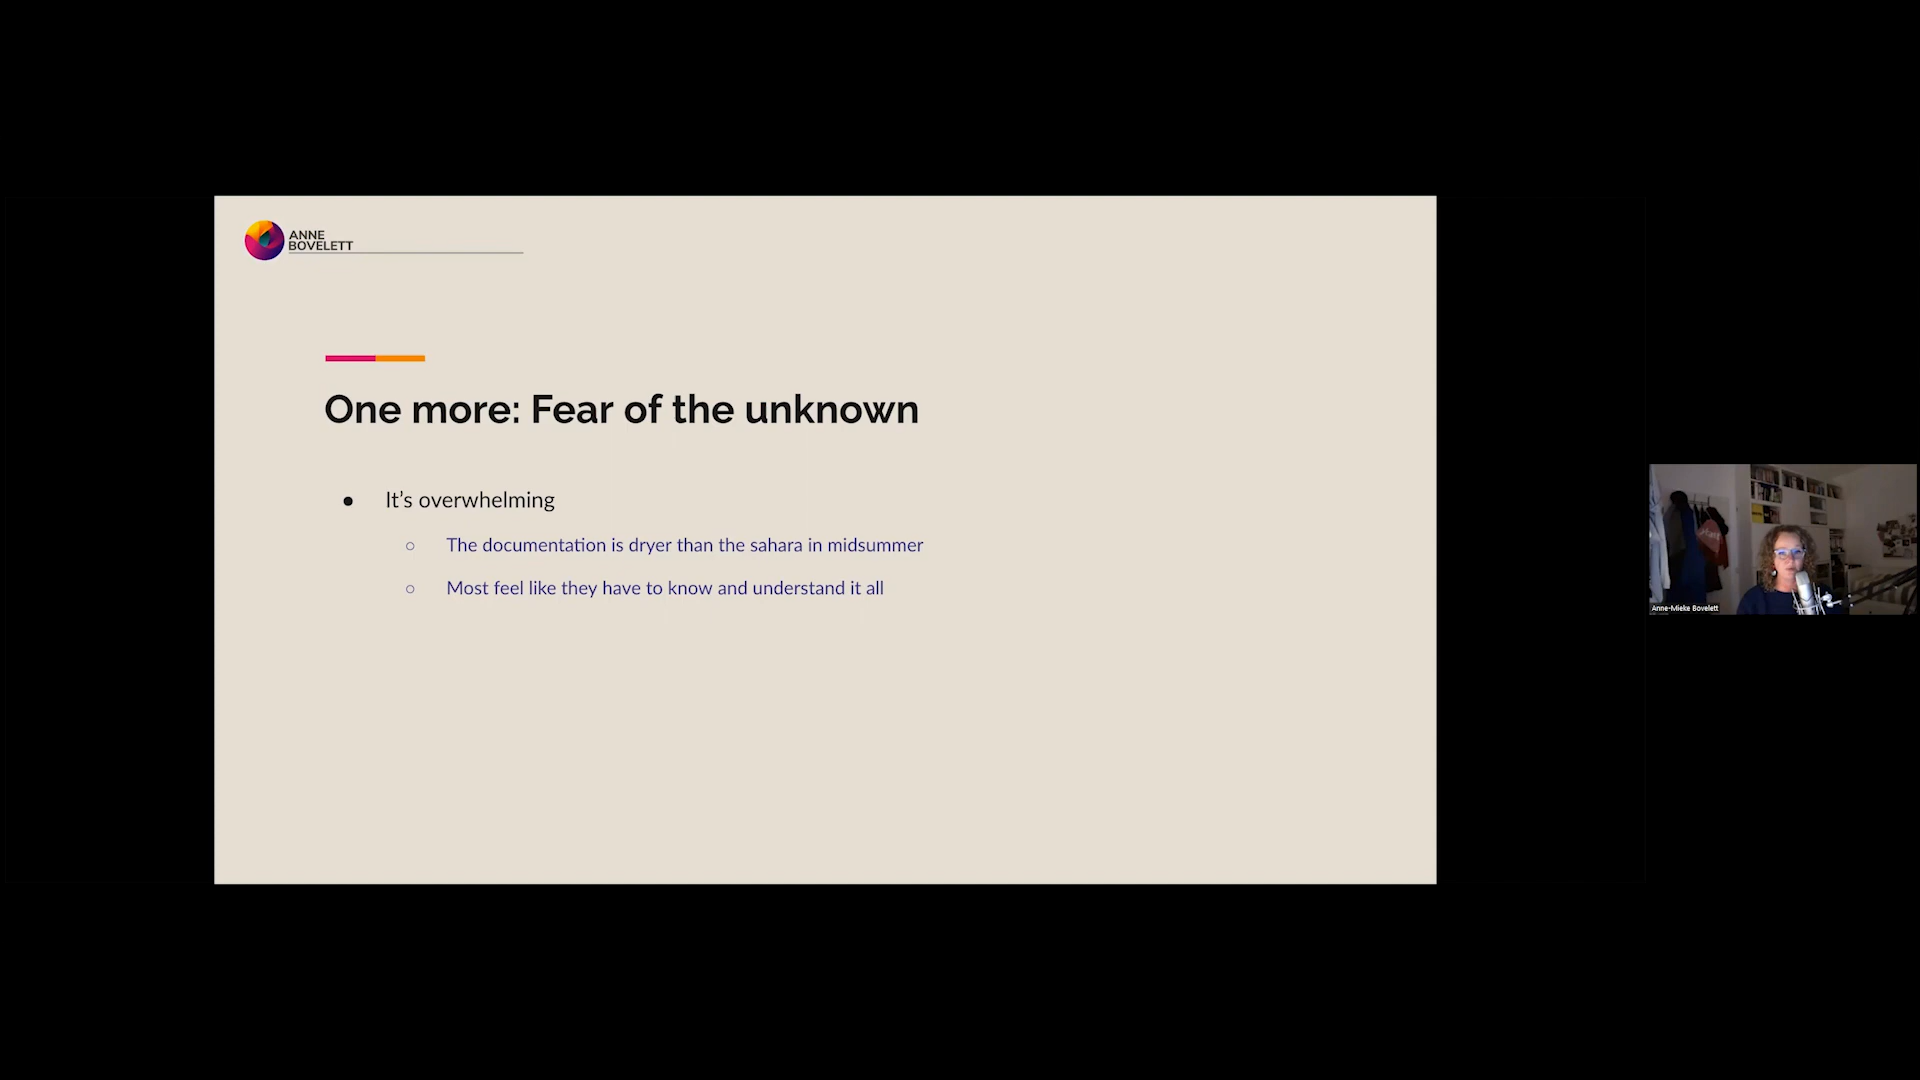 ANNE
BOVELETT
One more: Fear of the unknown
● It’s overwhelming
○ The documentation is dryer than the sahara in midsummer
○ Most feel like they have to know and understand it all
Anne-Mieke Bovelett